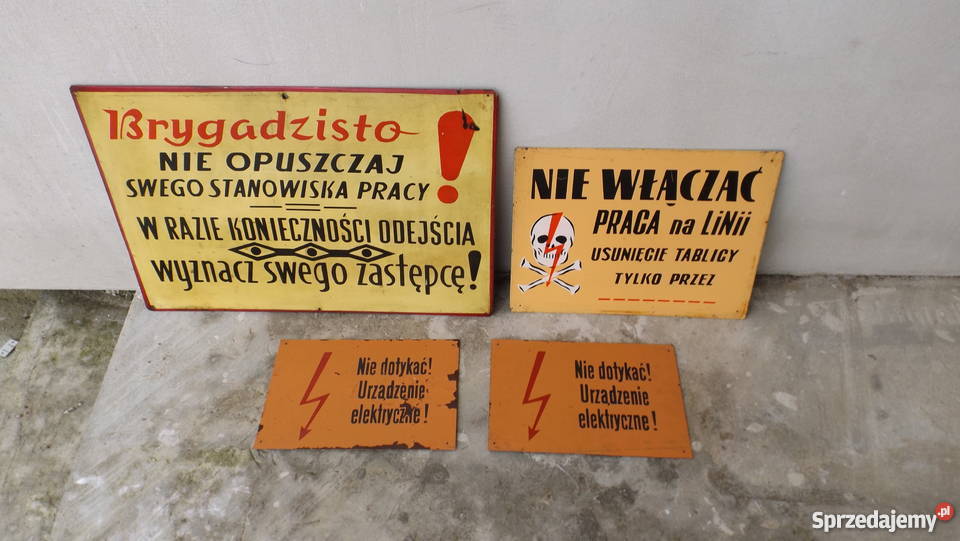 Brygadzisto !
NIE OPUSZCZAJ
SWEGO STANOWISKA PRACY
W RAZIE KONIECZNOŚCI ODEJŚCIA
wyznacz swego zastępcę!
NIE WŁĄCZAĆ
PRACA na LiNii
USUNIĘCIE TABLICY
TYLKO PRZEZ
Nie dotykać!
Urządzenie
elektryczne!
Nie dotykać!
Urządzenie
elektryczne!
Sprzedajemy.pl